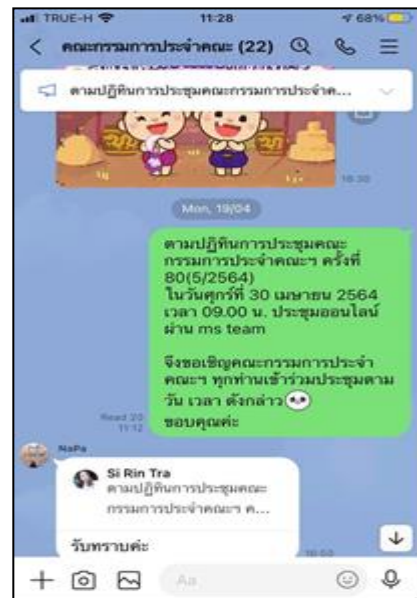 TRUE-H
11:28
68%
คณะกรรมการประจำคณะ (22)
ตามปฏิทินการประชุมคณะกรรมการประจำค...
16:30
Mon, 19/04
ตามปฏิทินการประชุมคณะ
กรรมการประจำคณะฯ ครั้งที่
80(5/2564)
ในวันศุกร์ที่ 30 เมษายน 2564
เวลา 09.00 น. ประชุมออนไลน์
ผ่าน ms team
จึงขอเชิญคณะกรรมการประจำ
คณะฯ ทุกท่านเข้าร่วมประชุมตาม
วัน เวลา ดังกล่าว
ขอบคุณค่ะ
Read 20
11:12
NaPa
Si Rin Tra
ตามปฏิทินการประชุมคณะ
กรรมการประจำคณะฯ ค...
รับทราบค่ะ
Aa